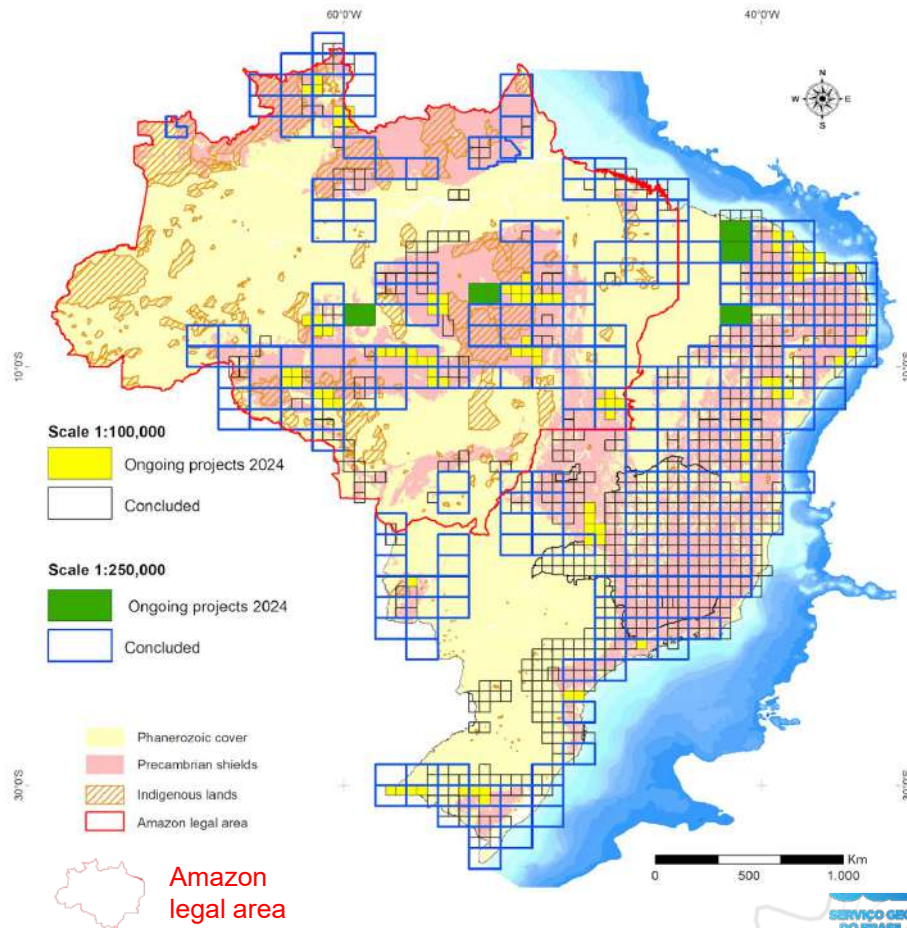 60°0'W
40°0'W
N
W
E
S
10°0'S
10°0'S
Scale 1:100,000
Ongoing projects 2024
Concluded
Scale 1:250,000
Ongoing projects 2024
Concluded
Phanerozoic cover
Precambrian shields
Indigenous lands
Amazon legal area
30°0'S
30°0'S
Km
0
500
1.000
Amazon
legal area
SERVIÇO GEO
DO BRASIL